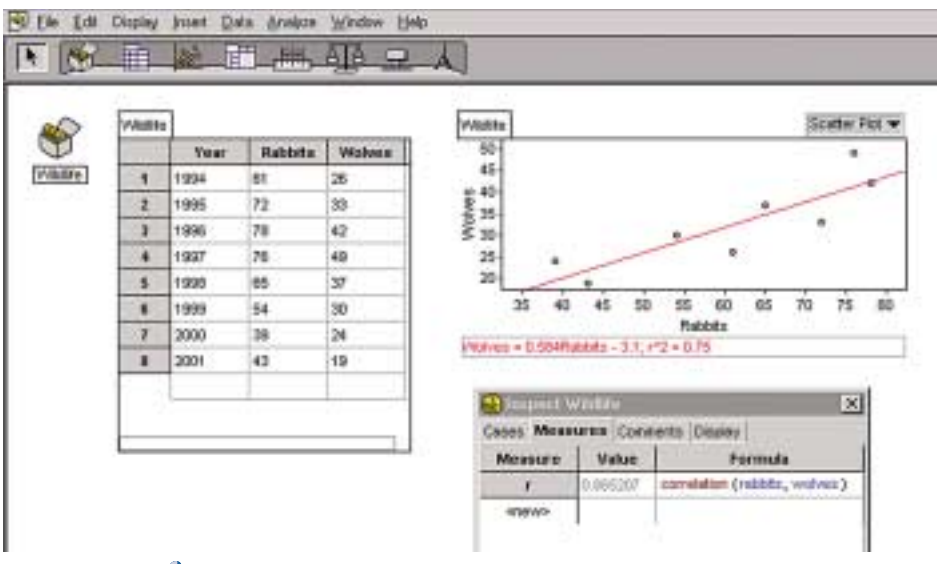 File Edit Display Insert Data Analyze Window Help
Wildlife
Wildlife
Year Rabbits Wolves
1 1994 61 26
2 1995 72 33
3 1996 78 42
4 1997 76 49
5 1998 65 37
6 1999 54 30
7 2000 39 24
8 2001 43 19
Wildlife
Scatter Plot
Wolves
50
45
40
35
30
25
20
35 40 45 50 55 60 65 70 75 80
Rabbits
Wolves = 0.584Rabbits - 3.1, r^2 = 0.75
Inspect Wildlife
Cases Measures Comments Display
Measure Value Formula
r 0.865207 correlation (rabbits, wolves)
<new>